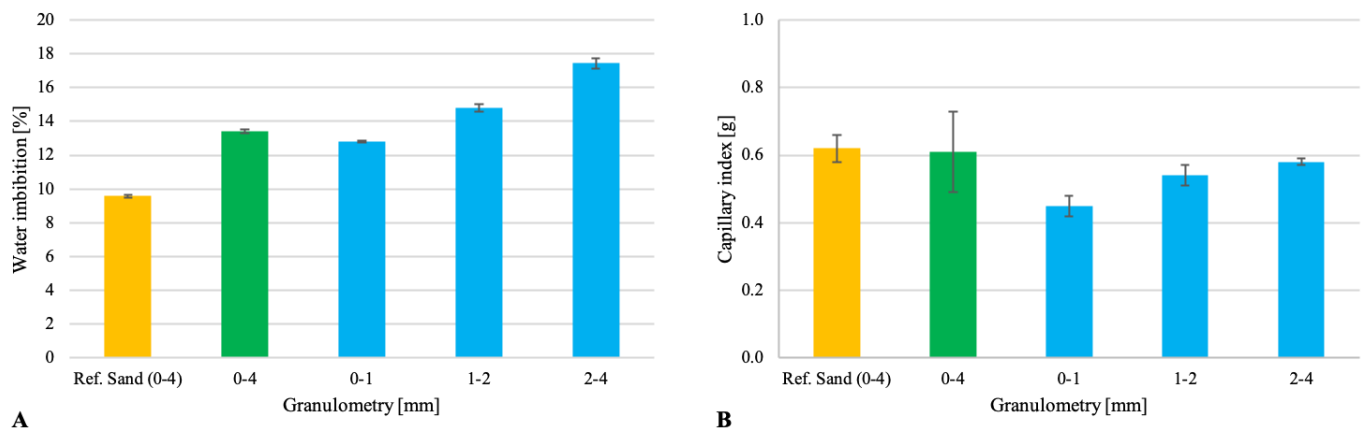 20
18
16
14
12
10
8
6
4
2
0
Water imbibition [%]
Ref. Sand (0-4) 0-4 0-1 1-2 2-4
Granulometry [mm]
A
1.0
0.8
0.6
0.4
0.2
0.0
Capillary index [g]
Ref. Sand (0-4) 0-4 0-1 1-2 2-4
Granulometry [mm]
B